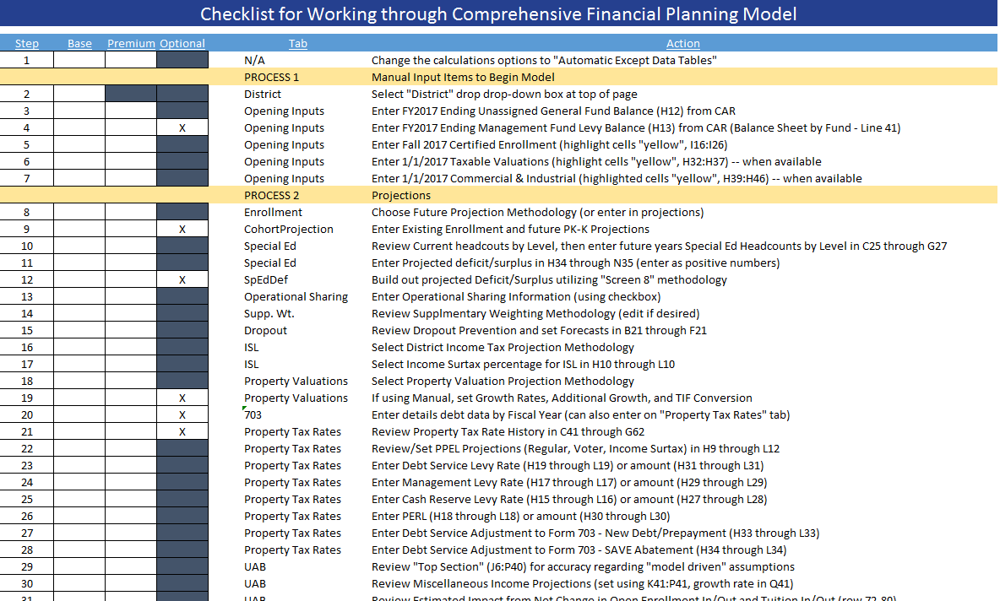 Checklist for Working through Comprehensive Financial Planning Model
Step Base Premium Optional Tab Action
1 N/A Change the calculations options to "Automatic Except Data Tables"
PROCESS 1 Manual Input Items to Begin Model
2 District Select "District" drop drop-down box at top of page
3 Opening Inputs Enter FY2017 Ending Unassigned General Fund Balance (H12) from CAR
4 X Opening Inputs Enter FY2017 Ending Management Fund Levy Balance (H13) from CAR (Balance Sheet by Fund - Line 41)
5 Opening Inputs Enter Fall 2017 Certified Enrollment (highlight cells "yellow", I16:I26)
6 Opening Inputs Enter 1/1/2017 Taxable Valuations (highlight cells "yellow", H32:H37) -- when available
7 Opening Inputs Enter 1/1/2017 Commercial & Industrial (highlighted cells "yellow", H39:H46) -- when available
PROCESS 2 Projections
8 Enrollment Choose Future Projection Methodology (or enter in projections)
9 X CohortProjection Enter Existing Enrollment and future PK-K Projections
10 Special Ed Review Current headcouts by Level, then enter future years Special Ed Headcounts by Level in C25 through G27
11 Special Ed Enter Projected deficit/surplus in H34 through N35 (enter as positive numbers)
12 X SpEdDef Build out projected Deficit/Surplus utilizing "Screen 8" methodology
13 Operational Sharing Enter Operational Sharing Information (using checkbox)
14 Supp. Wt. Review Supplmentary Weighting Methodology (edit if desired)
15 Dropout Review Dropout Prevention and set Forecasts in B21 through F21
16 ISL Select District Income Tax Projection Methodology
17 ISL Select Income Surtax percentage for ISL in H10 through L10
18 Property Valuations Select Property Valuation Projection Methodology
19 X Property Valuations If using Manual, set Growth Rates, Additional Growth, and TIF Conversion
20 X 703 Enter details debt data by Fiscal Year (can also enter on "Property Tax Rates" tab)
21 X Property Tax Rates Review Property Tax Rate History in C41 through G62
22 Property Tax Rates Review/Set PPEL Projections (Regular, Voter, Income Surtax) in H9 through L12
23 Property Tax Rates Enter Debt Service Levy Rate (H19 through L19) or amount (H31 through L31)
24 Property Tax Rates Enter Management Levy Rate (H17 through L17) or amount (H29 through L29)
25 Property Tax Rates Enter Cash Reserve Levy Rate (H15 through L16) or amount (H27 through L28)
26 Property Tax Rates Enter PERL (H18 through L18) or amount (H30 through L30)
27 Property Tax Rates Enter Debt Service Adjustment to Form 703 - New Debt/Prepayment (H33 through L33)
28 Property Tax Rates Enter Debt Service Adjustment to Form 703 - SAVE Abatement (H34 through L34)
29 UAB Review "Top Section" (J6:P40) for accuracy regarding "model driven" assumptions
30 UAB Review Miscellaneous Income Projections (set using K41:P41, growth rate in Q41)
31 UAB Review Estimated Impact from Net Change in Open Enrollment In/Out and Tuition In/Out (row 72-80)